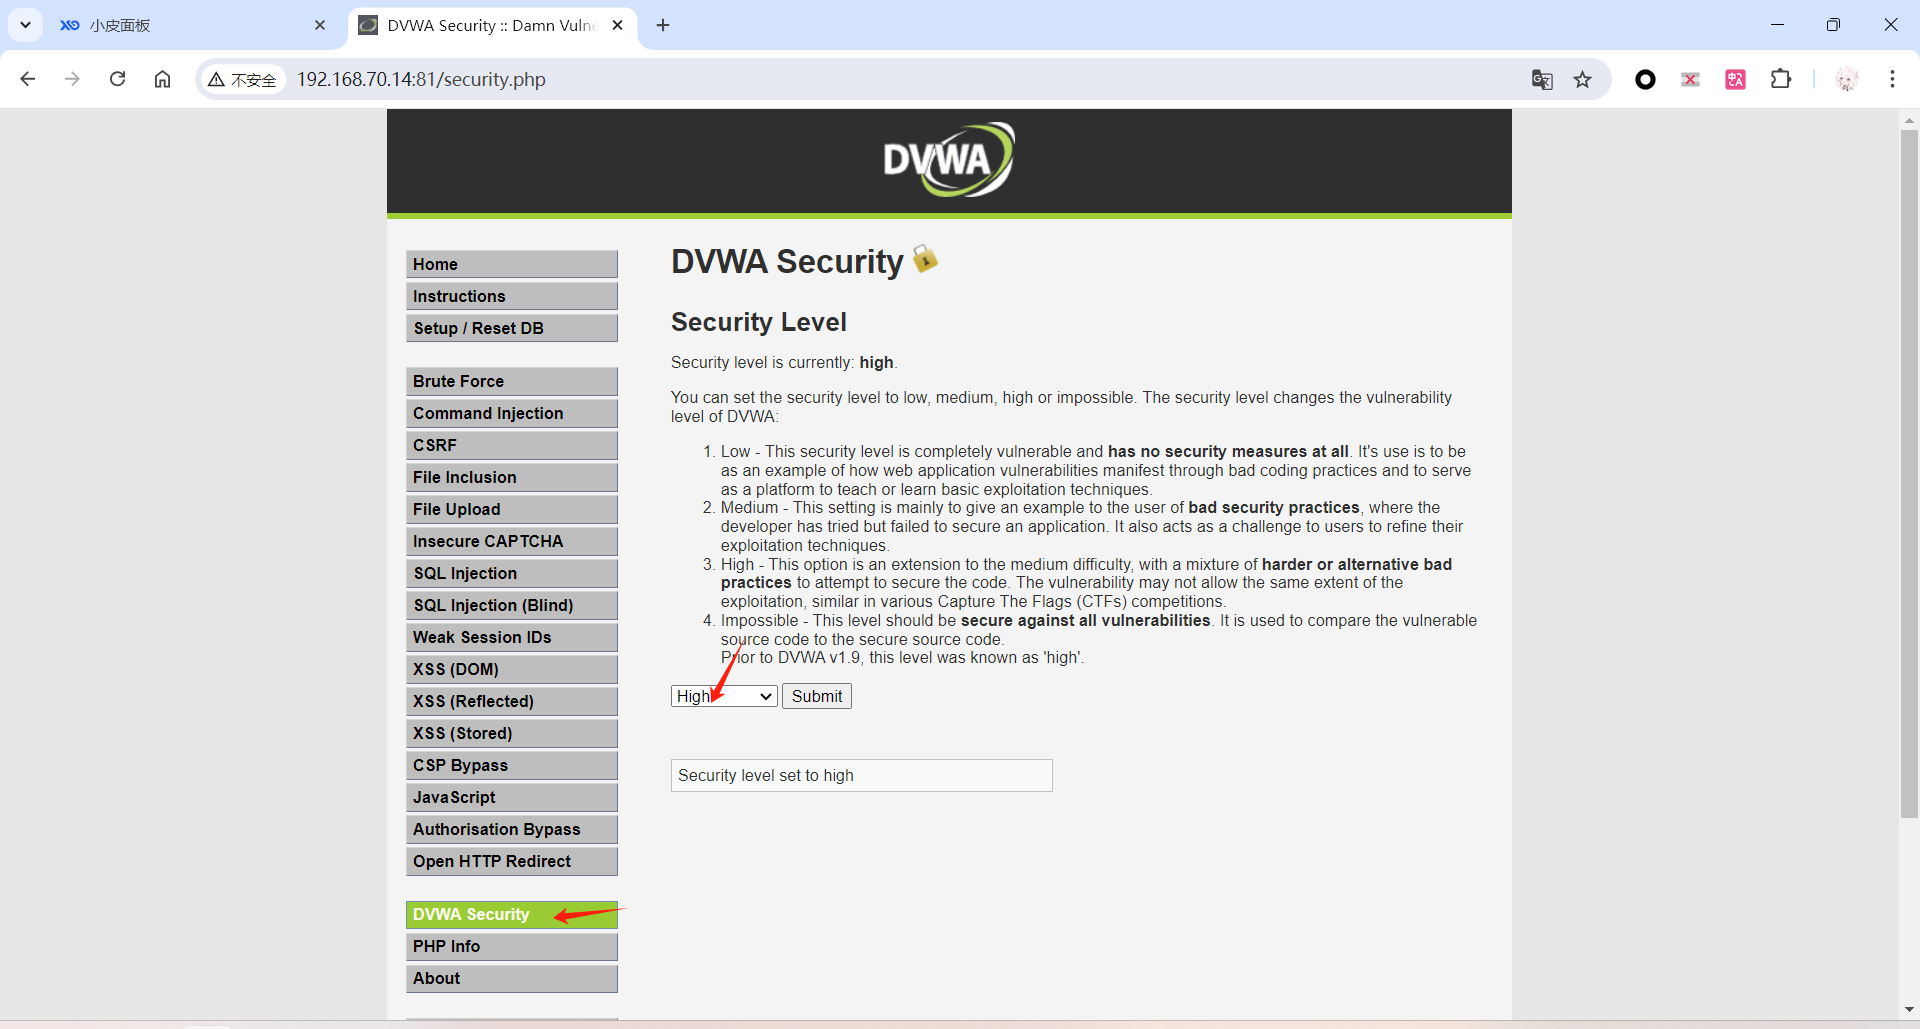 小皮面板
DVWA Security :: Damn Vulne
不安全
192.168.70.14:81/security.php
DVWA
Home
Instructions
Setup / Reset DB
Brute Force
Command Injection
CSRF
File Inclusion
File Upload
Insecure CAPTCHA
SQL Injection
SQL Injection (Blind)
Weak Session IDs
XSS (DOM)
XSS (Reflected)
XSS (Stored)
CSP Bypass
JavaScript
Authorisation Bypass
Open HTTP Redirect
DVWA Security
PHP Info
About
DVWA Security
Security Level
Security level is currently: high.
You can set the security level to low, medium, high or impossible. The security level changes the vulnerability
level of DVWA:
1. Low - This security level is completely vulnerable and has no security measures at all. It's use is to be
as an example of how web application vulnerabilities manifest through bad coding practices and to serve
as a platform to teach or learn basic exploitation techniques.
2. Medium - This setting is mainly to give an example to the user of bad security practices, where the
developer has tried but failed to secure an application. It also acts as a challenge to users to refine their
exploitation techniques.
3. High - This option is an extension to the medium difficulty, with a mixture of harder or alternative bad
practices to attempt to secure the code. The vulnerability may not allow the same extent of the
exploitation, similar in various Capture The Flags (CTFs) competitions.
4. Impossible - This level should be secure against all vulnerabilities. It is used to compare the vulnerable
source code to the secure source code.
Prior to DVWA v1.9, this level was known as 'high'.
High
Submit
Security level set to high